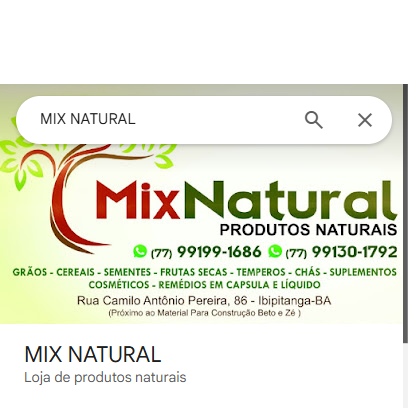 MIX NATURAL
MixNatural
PRODUTOS NATURAIS
(77) 99199-1686 (77) 99130-1792
GRÃOS - CEREAIS - SEMENTES - FRUTAS SECAS - TEMPEROS - CHÁS - SUPLEMENTOS
COSMÉTICOS - REMÉDIOS EM CAPSULA E LÍQUIDO
Rua Camilo Antônio Pereira, 86 - Ibipitanga-BA
(Próximo ao Material Para Construção Beto e Zé )
MIX NATURAL
Loja de produtos naturais